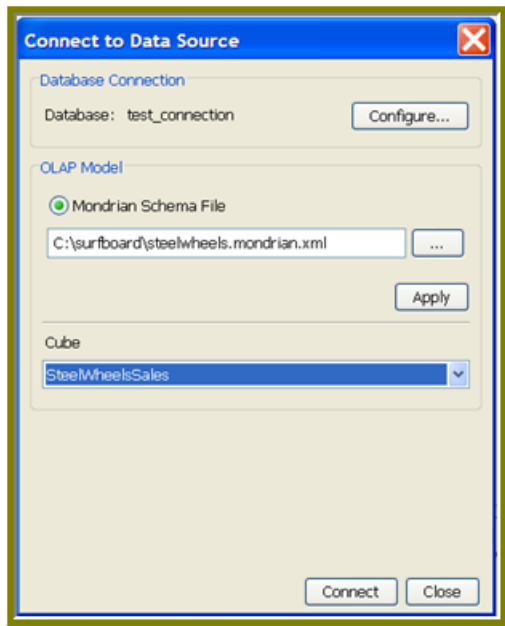 Connect to Data Source
Database Connection
Database: test_connection Configure...
OLAP Model
Mondrian Schema File
C:\surfboard\steelwheels.mondrian.xml ...
Apply
Cube
SteelWheelsSales
Connect Close